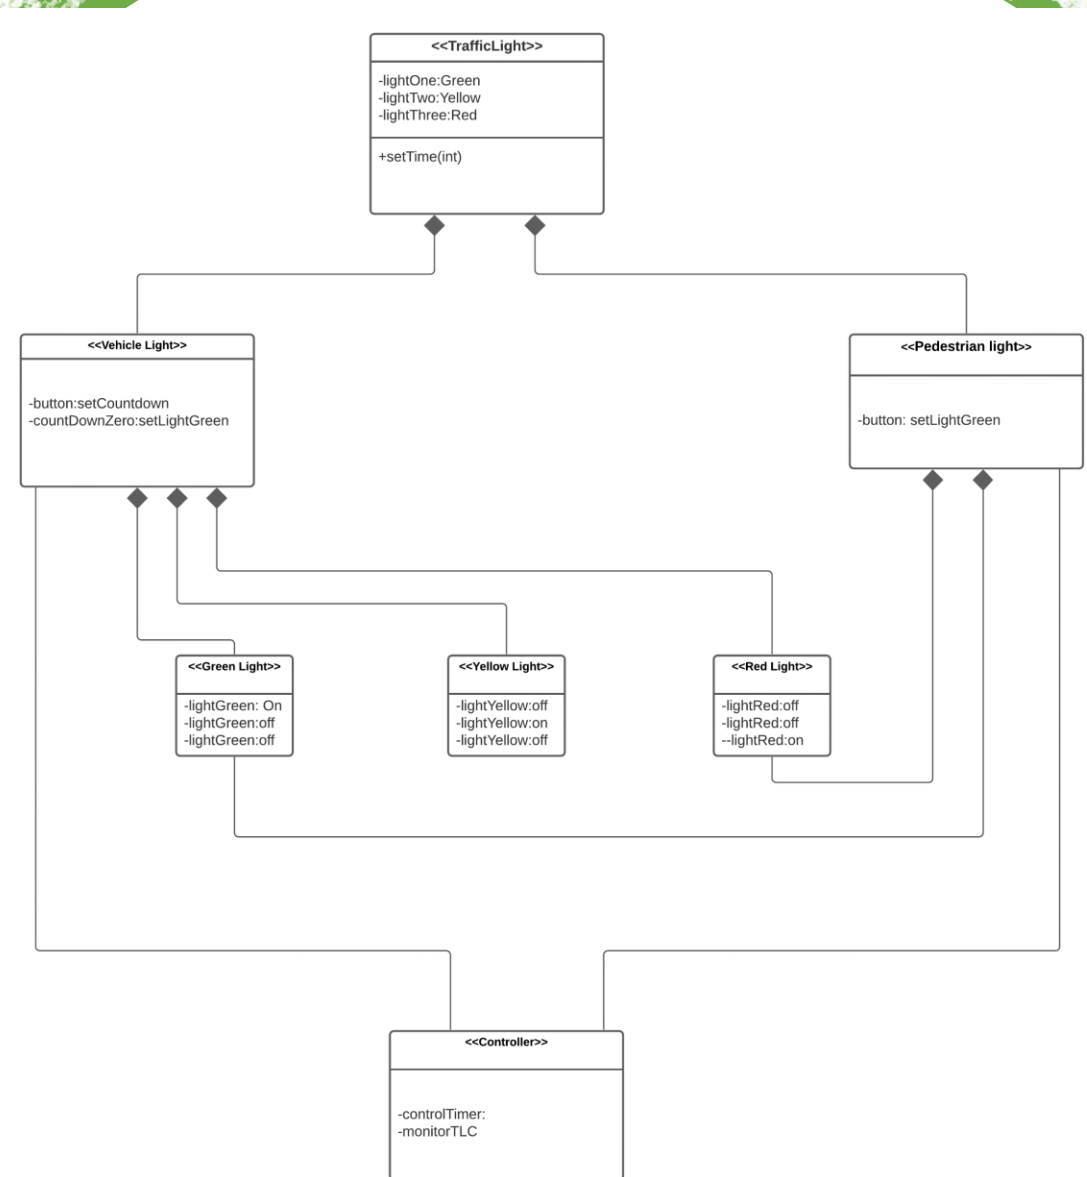 <<TrafficLight>>
-lightOne:Green
-lightTwo:Yellow
-lightThree:Red
+setTime(int)
<<Vehicle Light>>
-button:setCountdown
-countDownZero:setLightGreen
<<Pedestrian light>>
-button: setLightGreen
<<Green Light>>
-lightGreen: On
-lightGreen:off
-lightGreen:off
<<Yellow Light>>
-lightYellow:off
-lightYellow:on
-lightYellow:off
<<Red Light>>
-lightRed:off
-lightRed:off
--lightRed:on
<<Controller>>
-controlTimer:
-monitorTLC